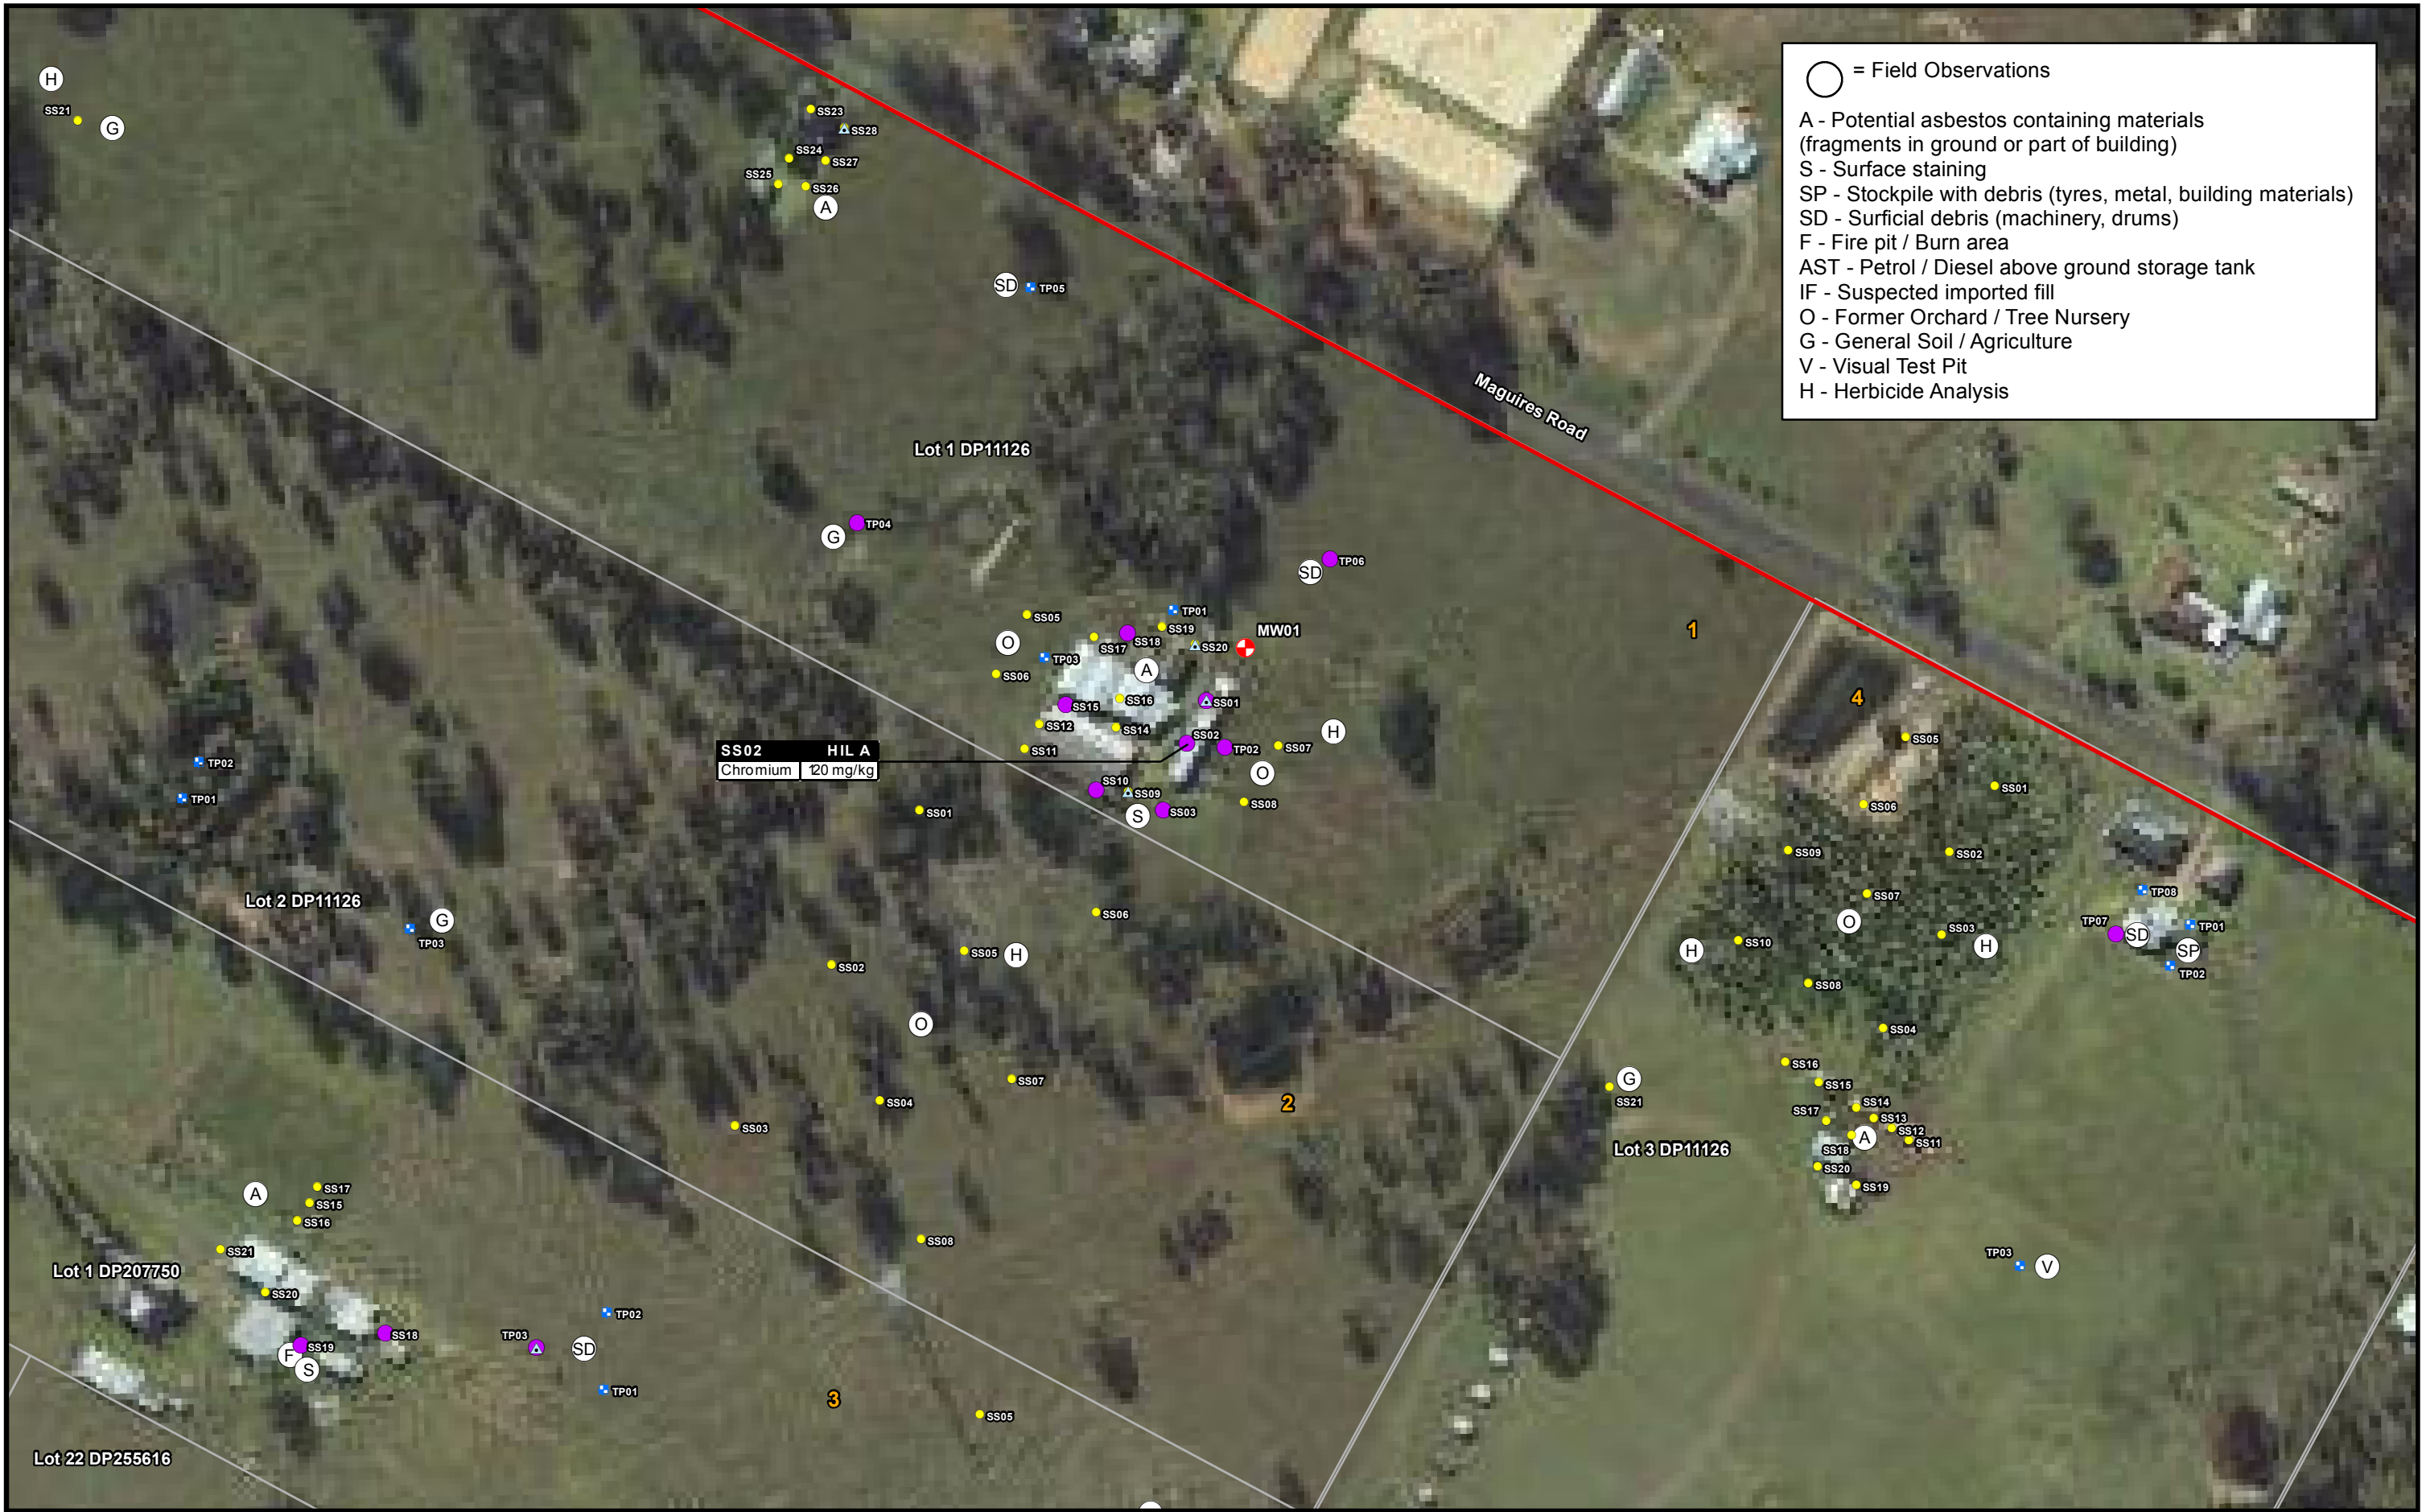 = Field Observations
A - Potential asbestos containing materials
(fragments in ground or part of building)
S - Surface staining
SP - Stockpile with debris (tyres, metal, building materials)
SD - Surficial debris (machinery, drums)
F - Fire pit / Burn area
AST - Petrol / Diesel above ground storage tank
IF - Suspected imported fill
O - Former Orchard / Tree Nursery
G - General Soil / Agriculture
V - Visual Test Pit
H - Herbicide Analysis
H
SS21
G
SS23
SS28
SS24
SS27
SS25
SS26
A
SD
TP05
Maguires Road
Lot 1 DP11126
TP04
G
TP06
SD
SS05
TP01
SS19
MW01
1
O
SS18
SS17
SS20
TP03
A
SS06
SS16
SS01
SS15
4
SS12
SS14
SS02
TP02
SS07
H
SS11
SS02 HIL A
Chromium 120 mg/kg
O
SS10
SS09
SS08
S
SS03
SS05
SS01
SS06
SS09
SS02
SS07
TP08
O
SS03
H
TP07
SD
TP01
SP
TP02
H
SS10
SS08
SS04
TP02
TP01
SS01
Lot 2 DP11126
G
TP03
SS06
SS05
H
SS02
O
SS07
SS04
SS03
2
SS08
G
SS21
SS16
SS15
SS14
SS17
SS13
SS12
SS11
A
SS18
SS20
SS19
Lot 3 DP11126
TP03
V
A
SS17
SS15
SS16
SS21
Lot 1 DP207750
SS20
SS18
SS19
F
S
TP02
TP03
SD
TP01
3
SS05
Lot 22 DP255616